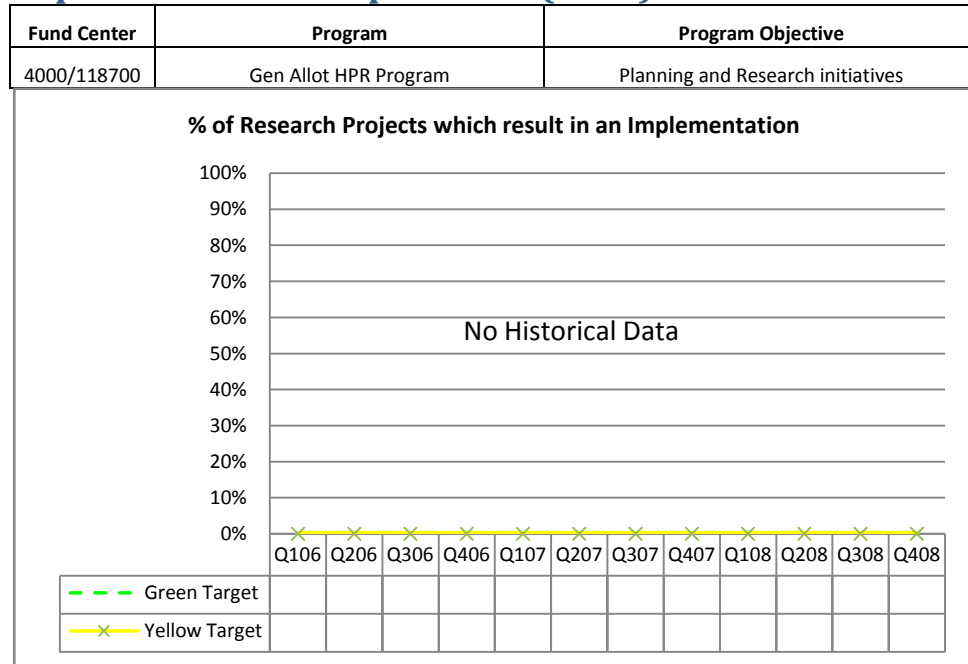 Fund Center Program Program Objective
4000/118700 Gen Allot HPR Program Planning and Research initiatives
% of Research Projects which result in an Implementation
100%
90%
80%
70%
60%
No Historical Data
50%
40%
30%
20%
10%
0%
Q106 Q206 Q306 Q406 Q107 Q207 Q307 Q407 Q108 Q208 Q308 Q408
Green Target
Yellow Target